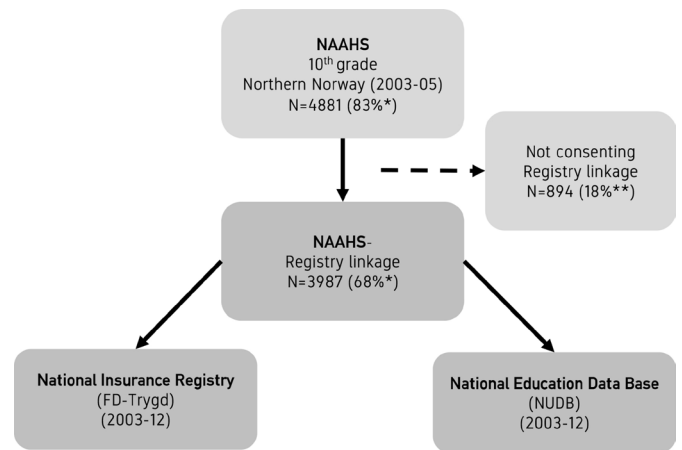 NAAHS
10th grade
Northern Norway (2003-05)
N=4881 (83%*)
Not consenting
Registry linkage
N=894 (18%**)
NAAHS-
Registry linkage
N=3987 (68%*)
National Insurance Registry
(FD-Trygd)
(2003-12)
National Education Data Base
(NUDB)
(2003-12)